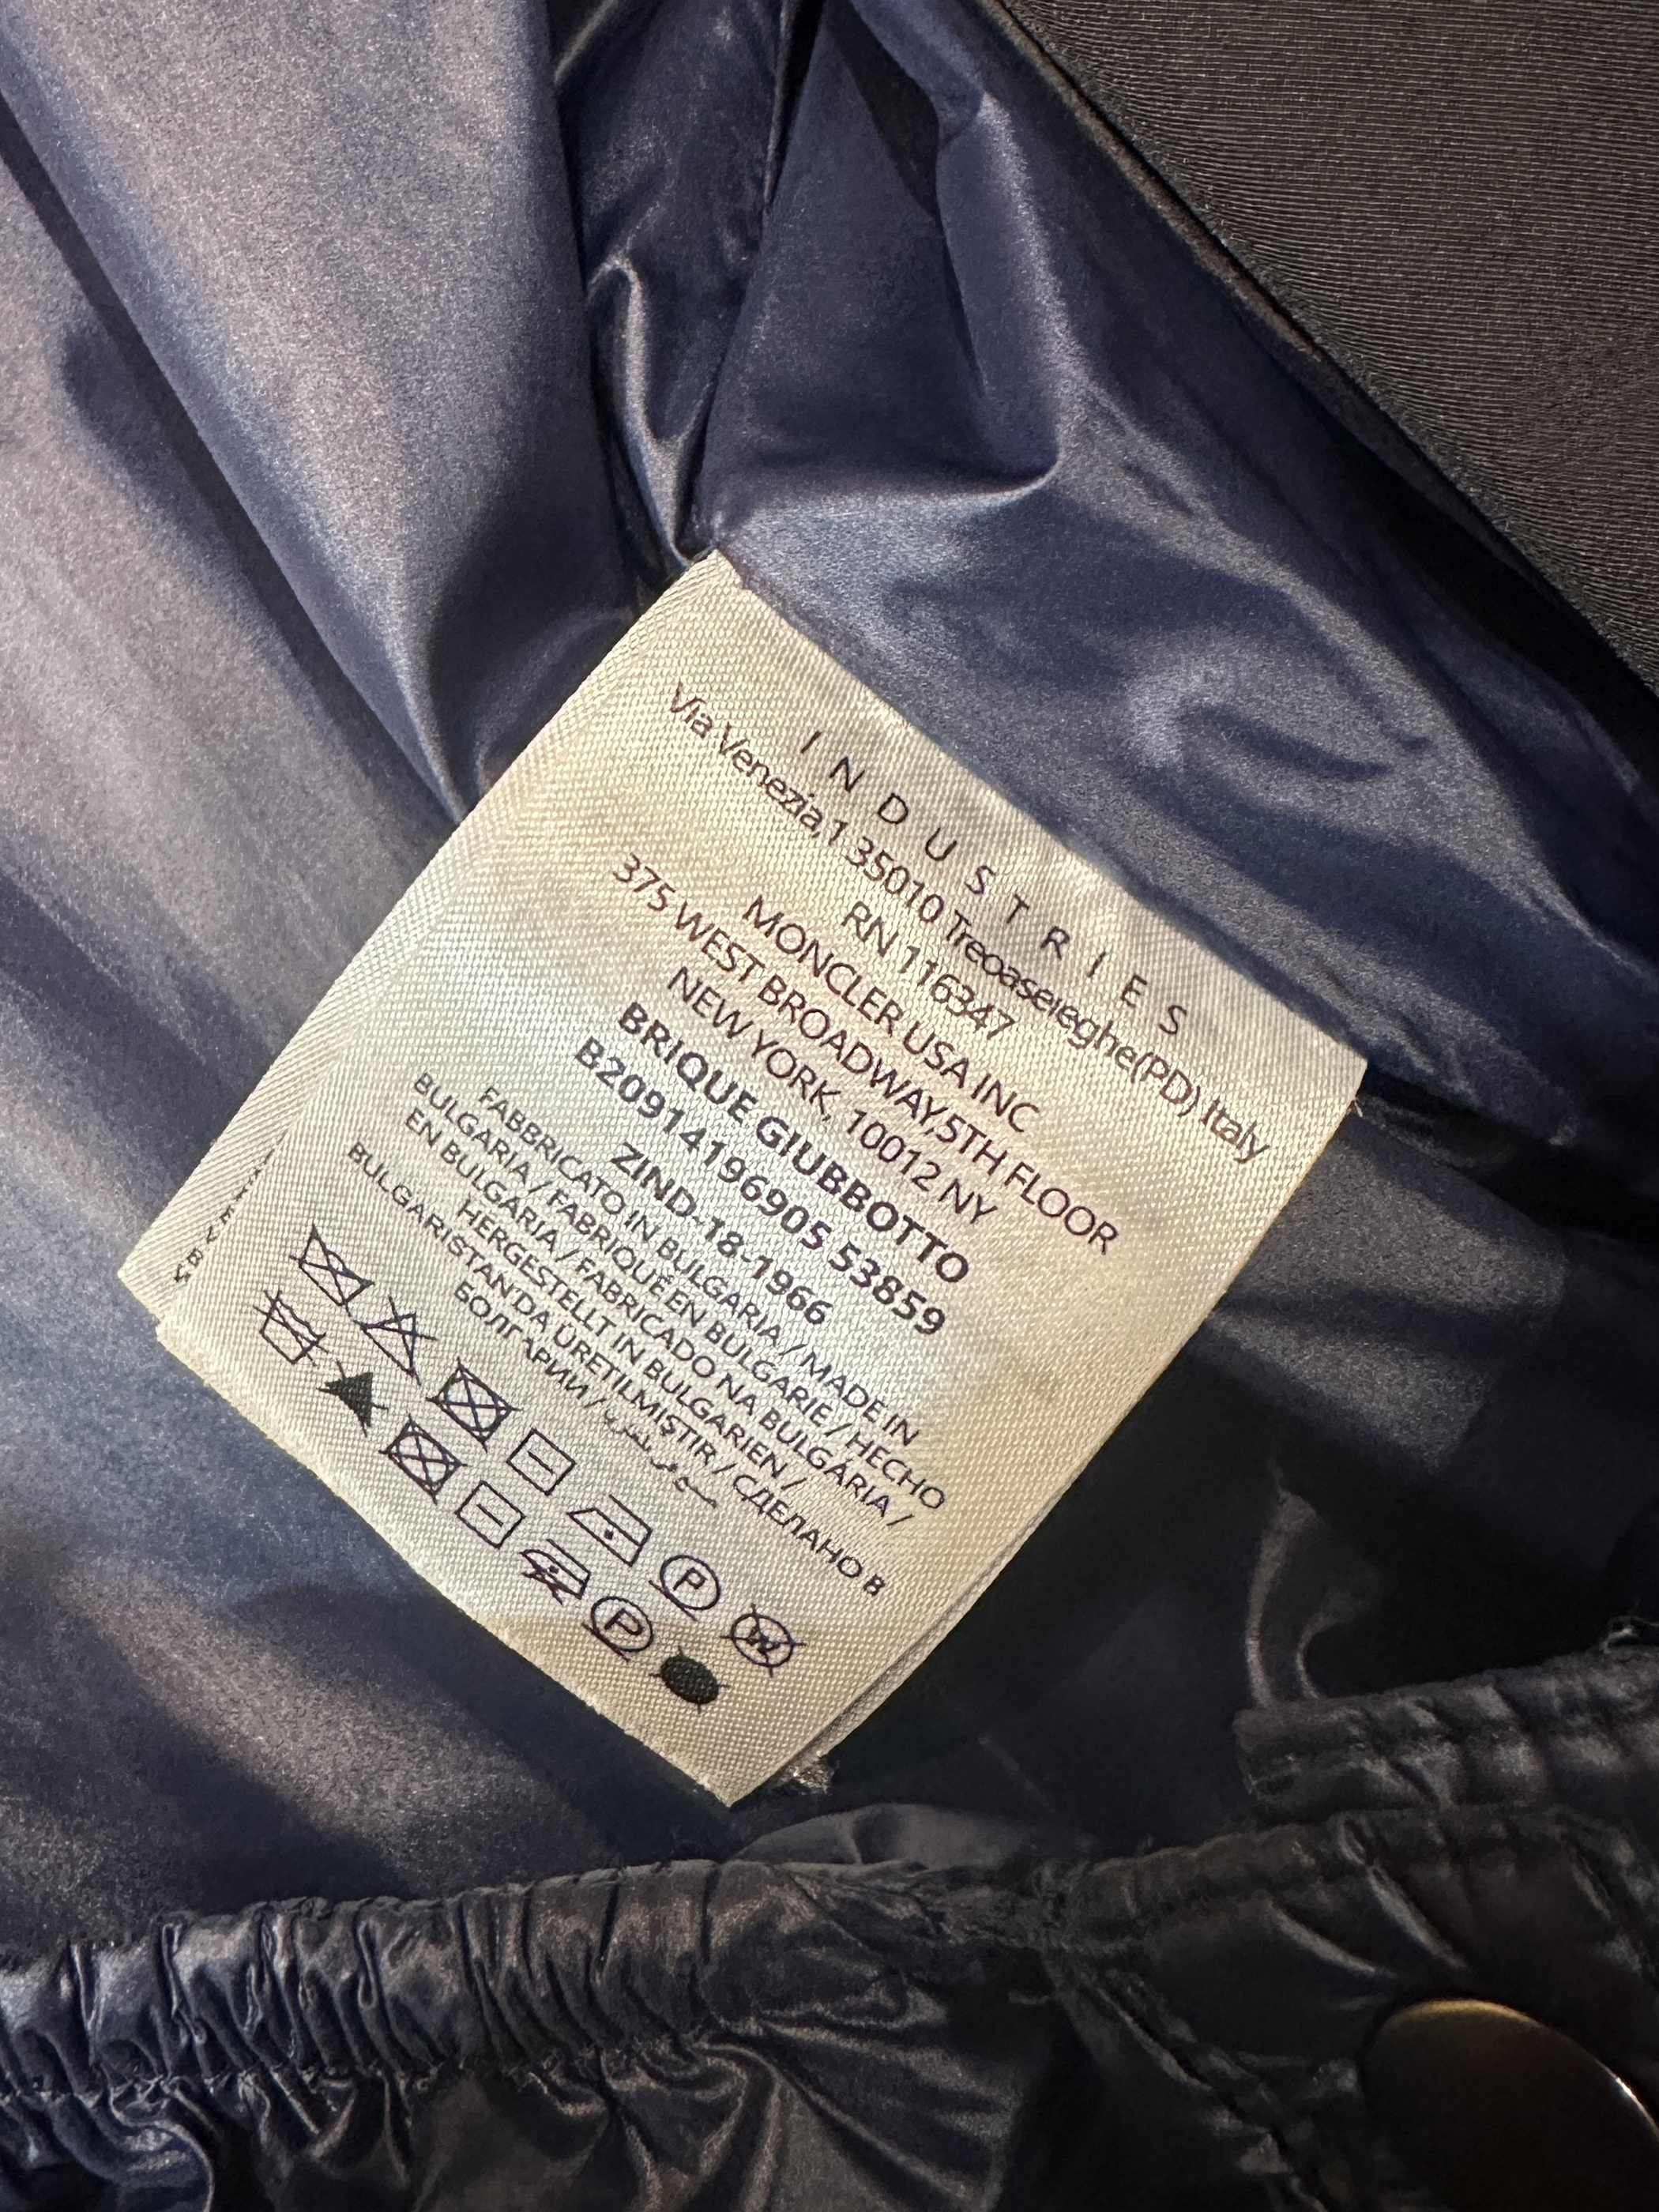 INDUSTRIES
Via Venezia,1 35010 Treoaseıeghe(PD) Italy
RN 116347
MONCLER USA INC
375 WEST BROADWAY,5TH FLOOR
NEW YORK, 10012 NY
BRIQUE GIUBBOTTO
B209141196905 53859
ZIND-18-1966
FABBRICATO IN BULGARIA / MADE IN
BULGARIA / FABRIQUÉ EN BULGARIE / HECHO
EN BULGARIA / FABRICADO NA BULGÁRIA /
HERGESTELLT IN BULGARIEN /
BULGARISTAN'DA ÜRETILMIŞTIR / СДЕЛАНО В
БОЛГАРИИ /
P W
P